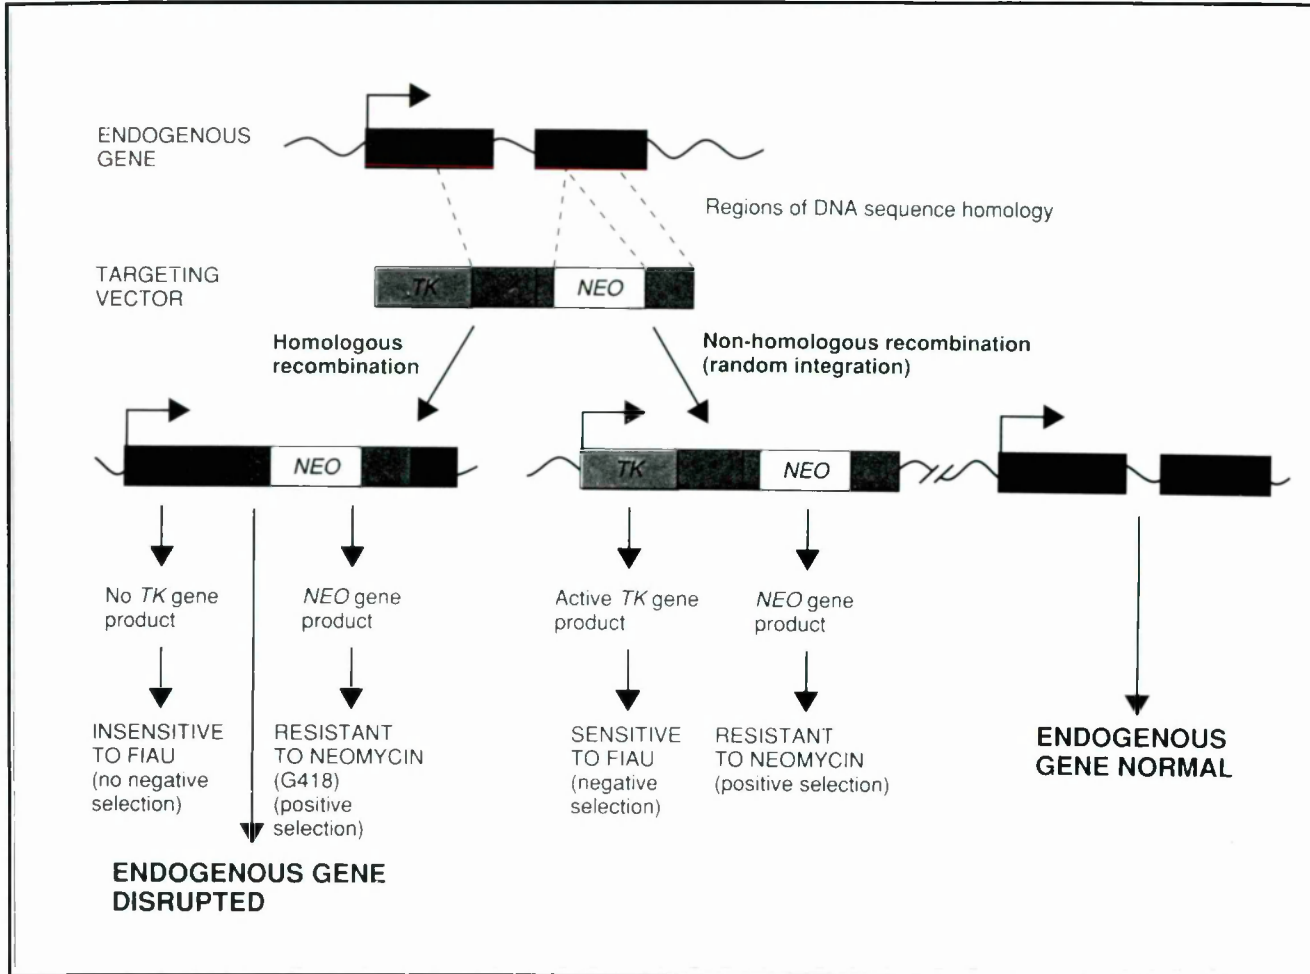 ENDOGENOUS
GENE
Regions of DNA sequence homology
TARGETING
VECTOR
TK
NEO
Homologous
recombination
Non-homologous recombination
(random integration)
NEO
TK
NEO
No TK gene
product
NEO gene
product
Active TK gene
product
NEO gene
product
INSENSITIVE
TO FIAU
(no negative
selection)
RESISTANT
TO NEOMYCIN
(G418)
(positive
selection)
SENSITIVE
TO FIAU
(negative
selection)
RESISTANT
TO NEOMYCIN
(positive selection)
ENDOGENOUS
GENE NORMAL
ENDOGENOUS GENE
DISRUPTED